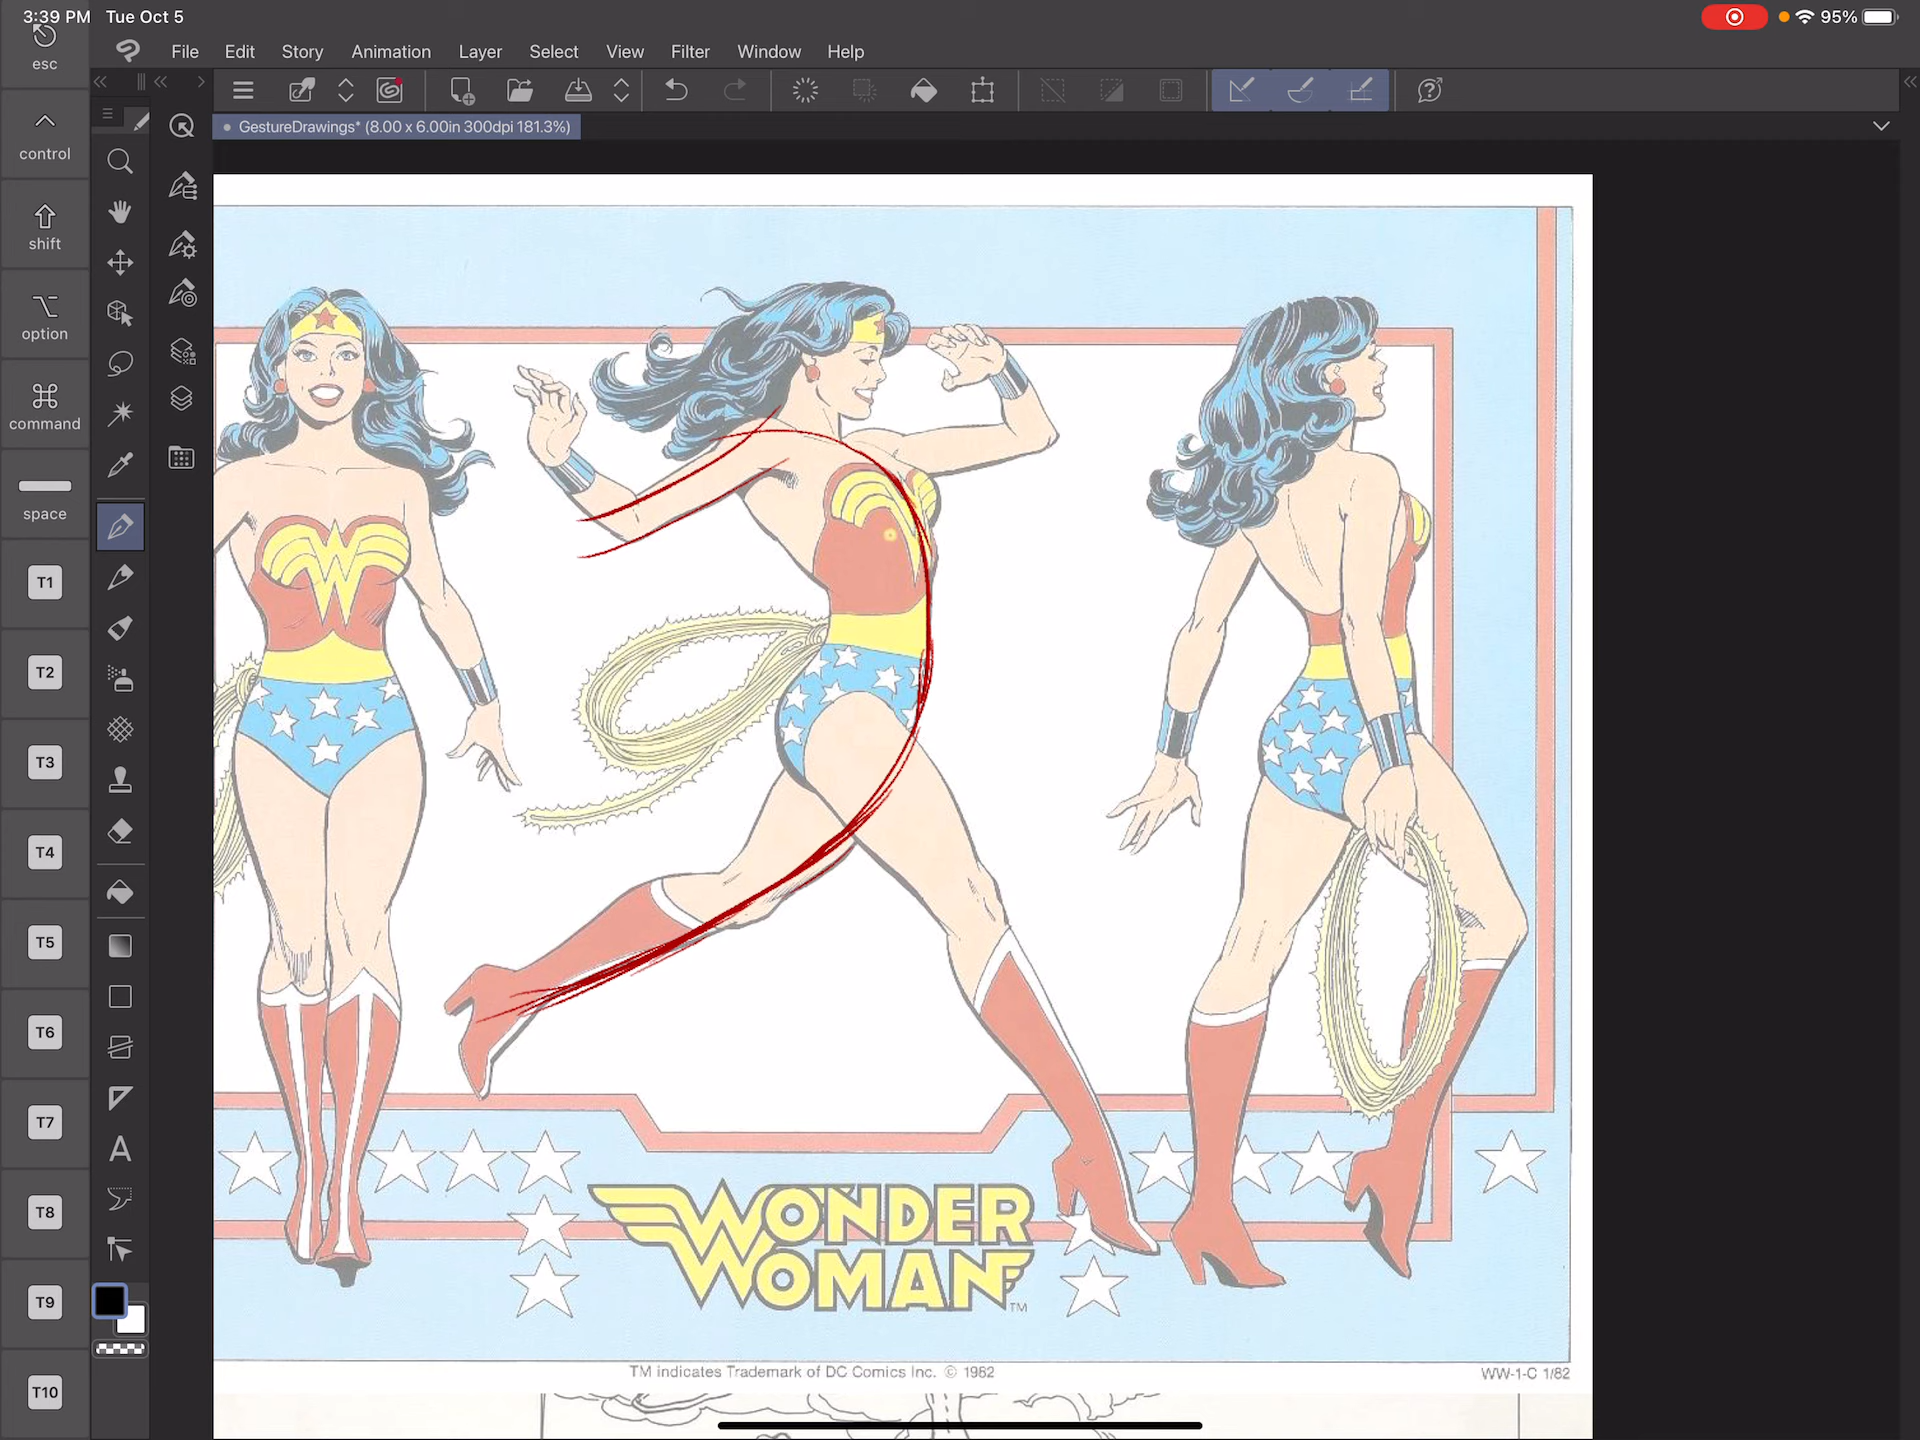 3:39 PM Tue Oct 5
95%
File Edit Story Animation Layer Select View Filter Window Help
GestureDrawings* (8.00 x 6.00in 300dpi 181.3%)
esc
control
shift
option
command
space
T1
T2
T3
T4
T5
T6
T7
T8
T9
T10
A
W
WONDER
WOMAN
TM
TM indicates Trademark of DC Comics Inc. © 1982
WW-1-C 1/82